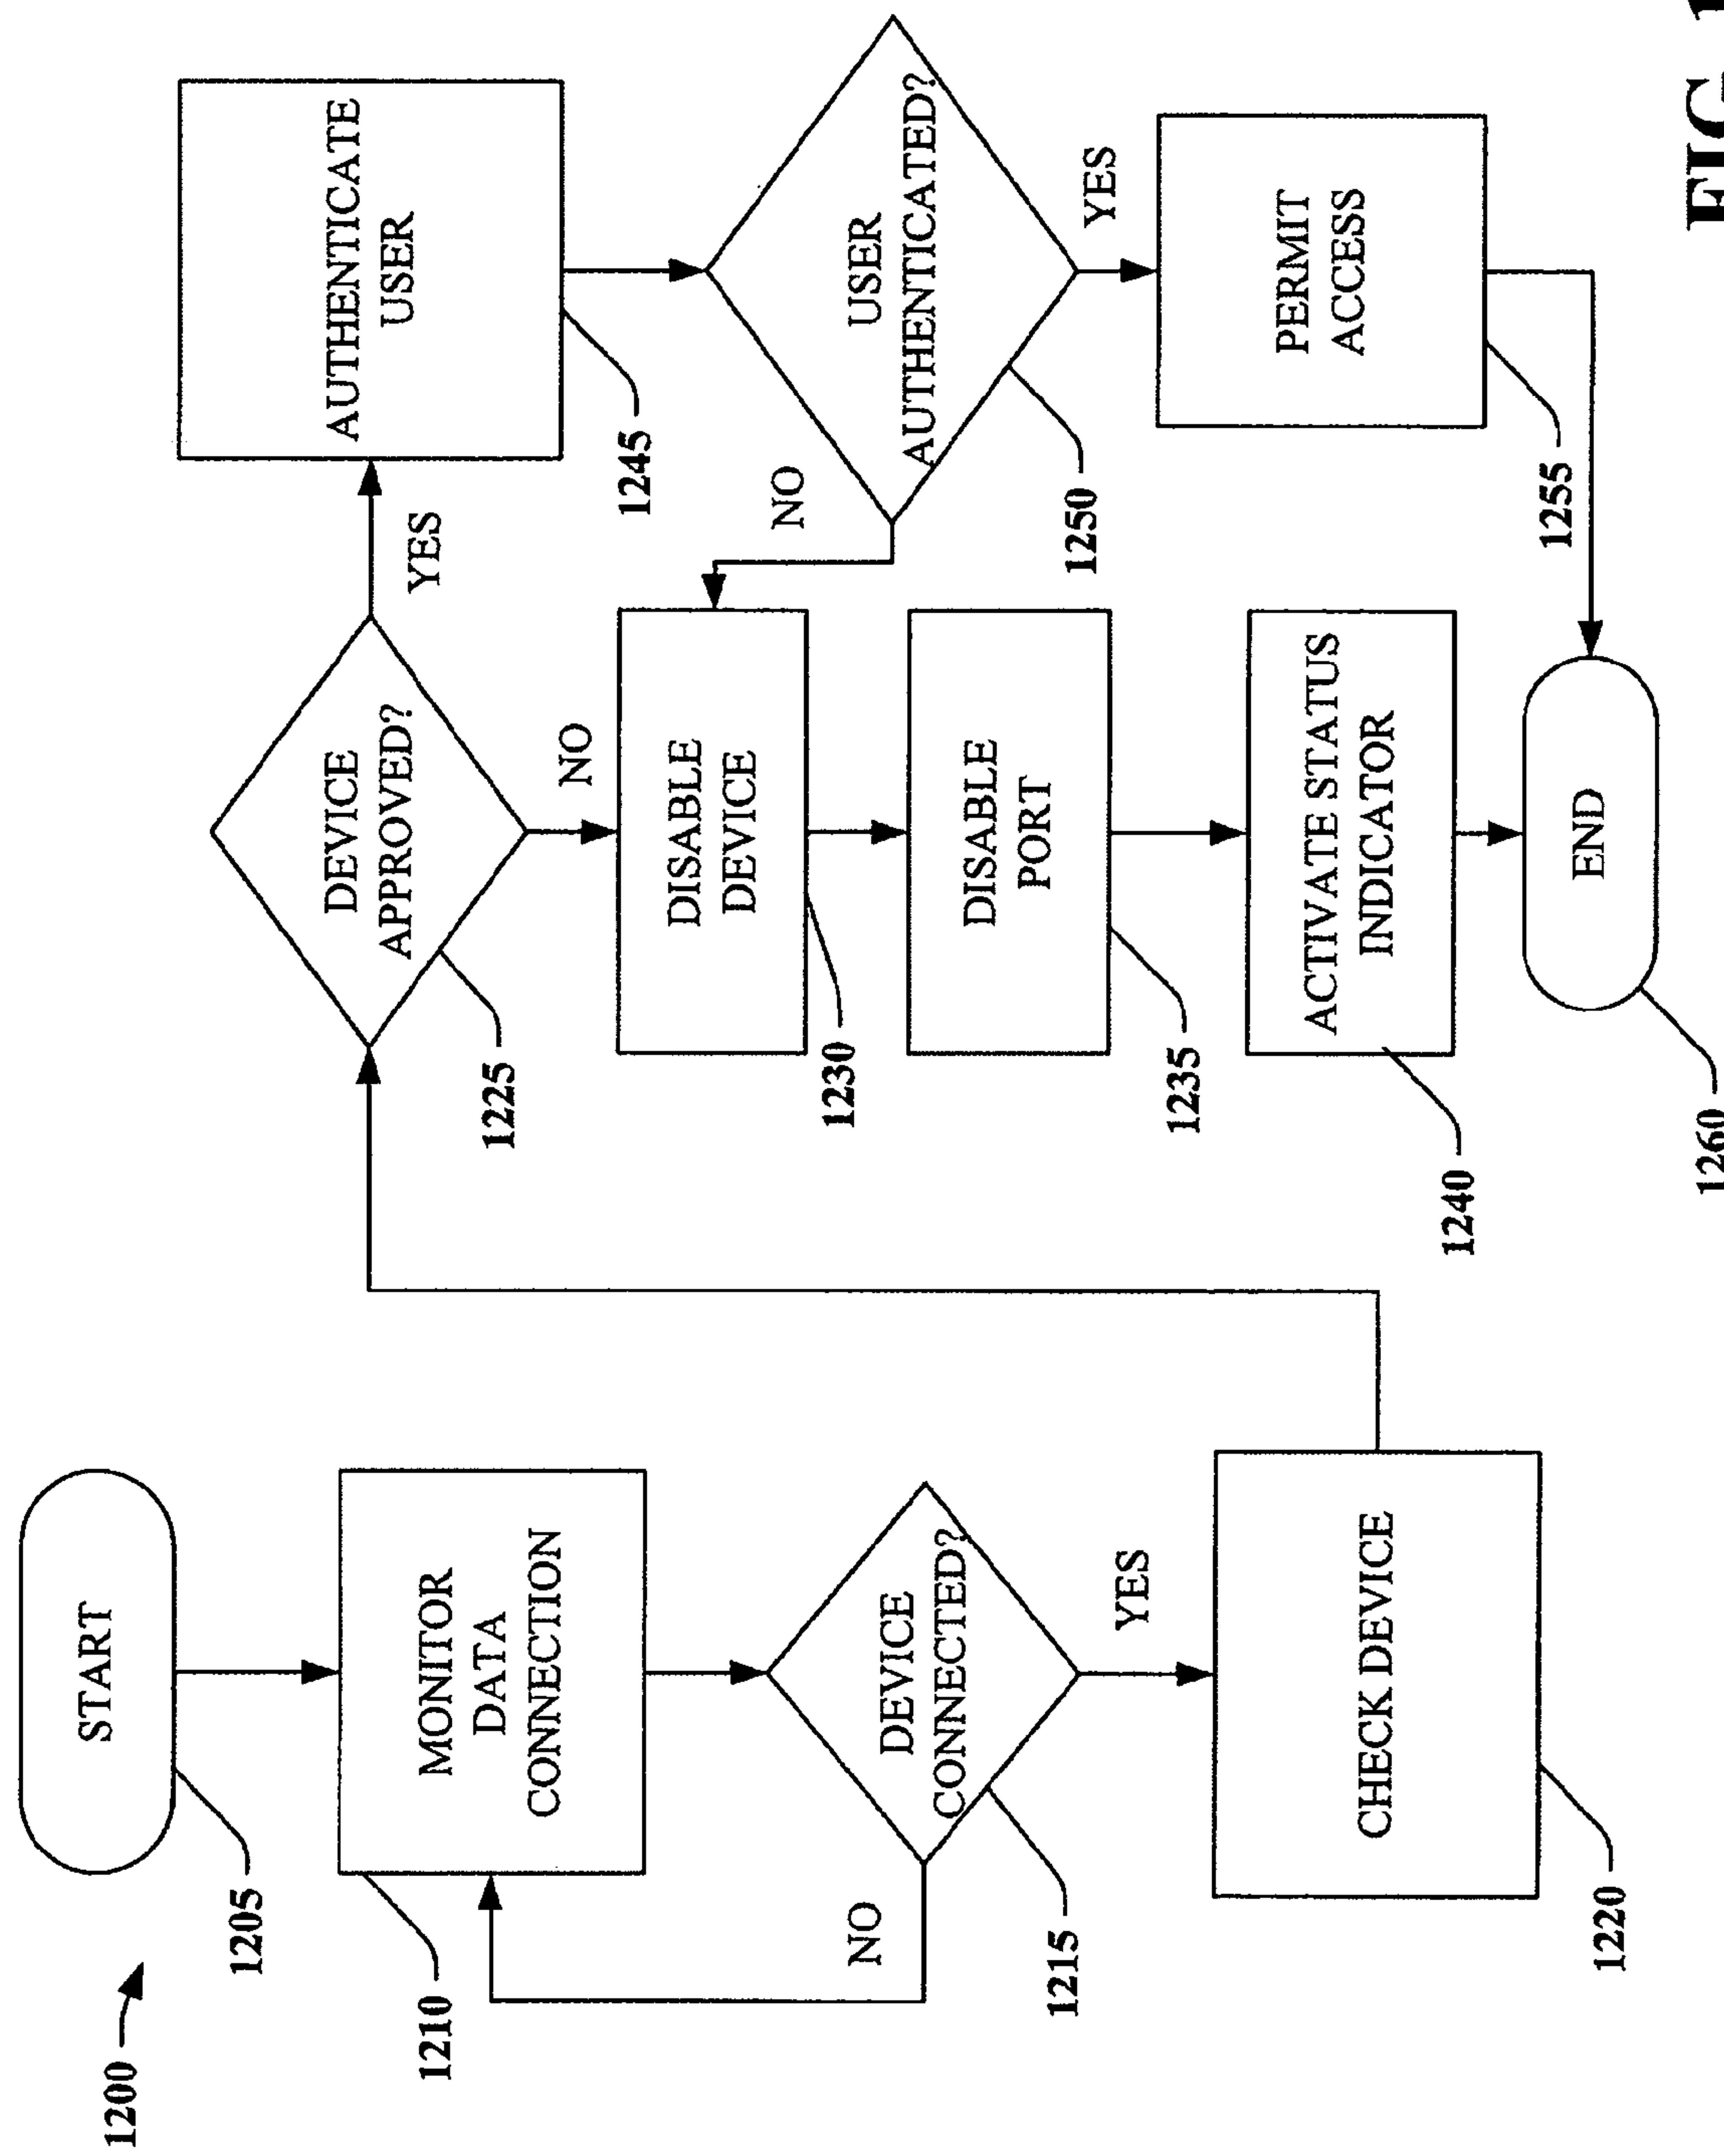 1200
START
1205
MONITOR
DATA
CONNECTION
1210
DEVICE
CONNECTED?
NO
YES
1215
CHECK DEVICE
1220
DEVICE
APPROVED?
YES
NO
1225
DISABLE
DEVICE
1230
DISABLE
PORT
1235
ACTIVATE STATUS
INDICATOR
1240
AUTHENTICATE
USER
1245
USER
AUTHENTICATED?
NO
YES
1250
PERMIT
ACCESS
1255
END
1260
FIG